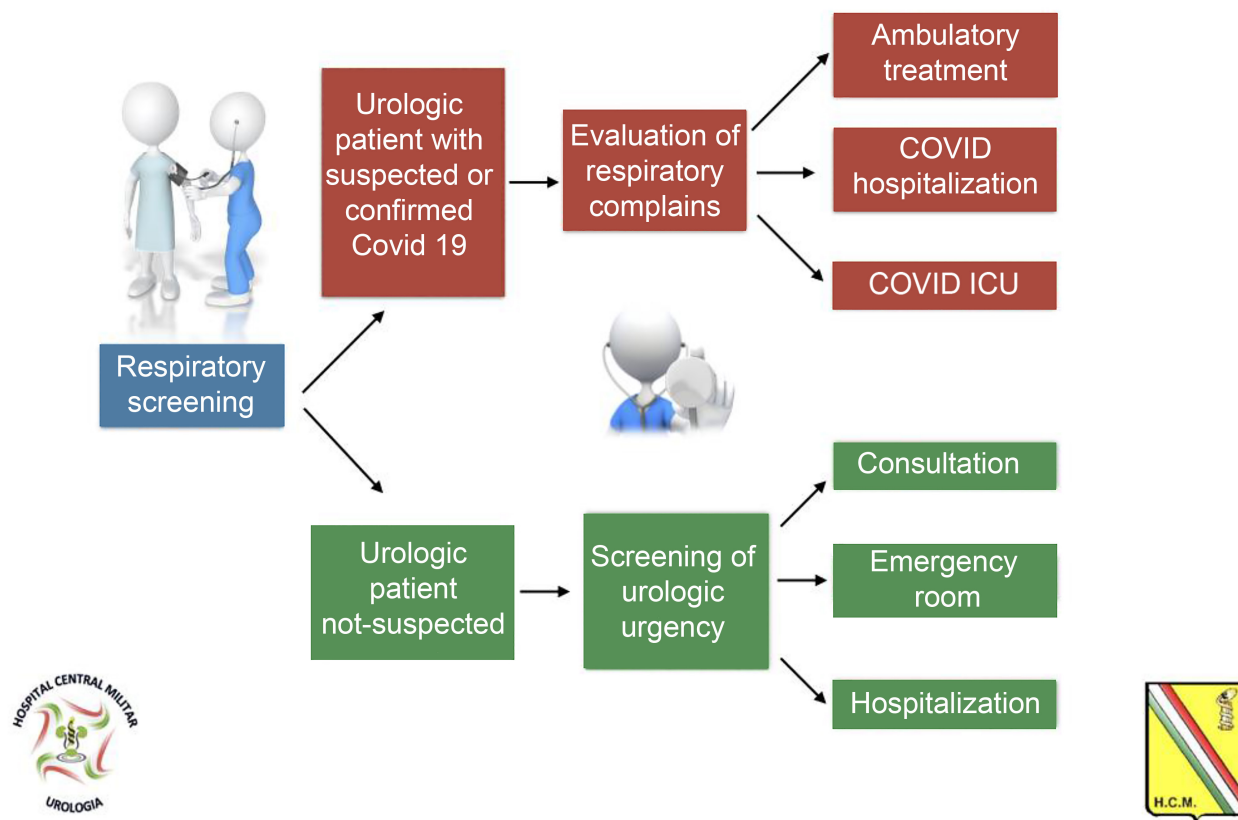 Respiratory
screening
Urologic
patient with
suspected or
confirmed
Covid 19
Evaluation of
respiratory
complains
Ambulatory
treatment
COVID
hospitalization
COVID ICU
Urologic
patient
not-suspected
Screening of
urologic
urgency
Consultation
Emergency
room
Hospitalization
HOSPITAL CENTRAL MILITAR
UROLOGIA
H.C.M.